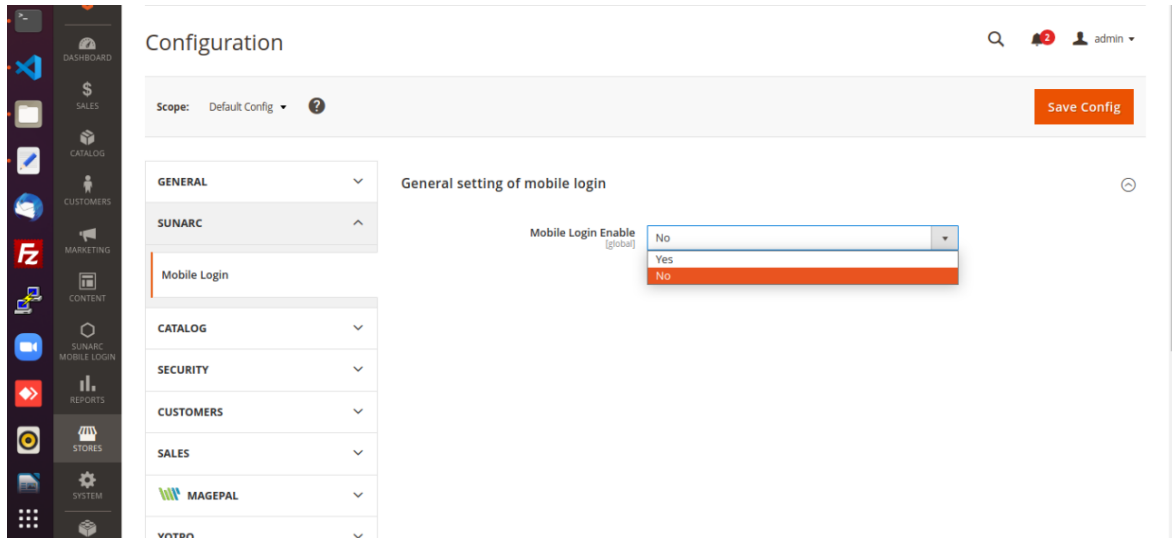 Configuration
2
admin
DASHBOARD
SALES
CATALOG
CUSTOMERS
MARKETING
CONTENT
SUNARC
MOBILE LOGIN
REPORTS
STORES
SYSTEM
Scope: Default Config ?
Save Config
GENERAL
SUNARC
Mobile Login
CATALOG
SECURITY
CUSTOMERS
SALES
MAGEPAL
General setting of mobile login
Mobile Login Enable
[global]
No
Yes
No